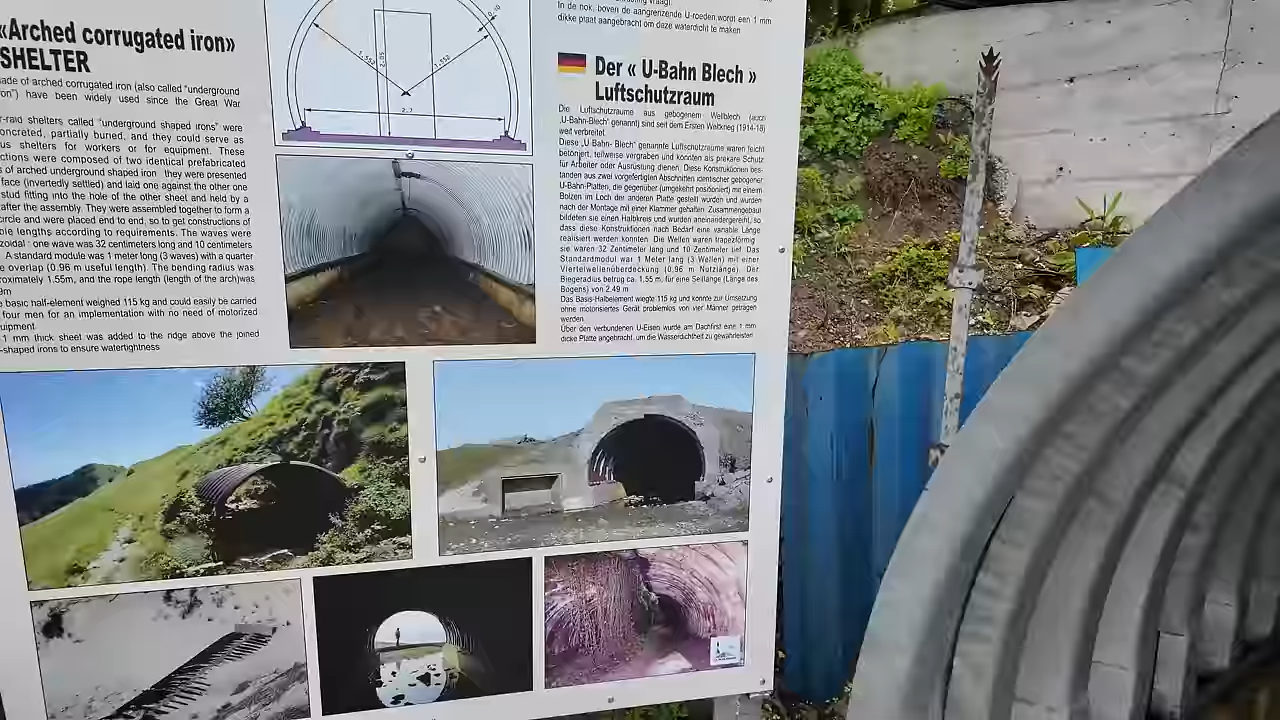 «Arched corrugated iron»
SHELTER
ade of arched corrugated iron (also called "underground
on") have been widely used since the Great War
r-raid shelters called "underground shaped irons" were
oncreted, partially buried, and they could serve as
us shelters for workers or for equipment. These
ctions were composed of two identical prefabricated
s of arched underground shaped iron they were presented
face (invertedly settled) and laid one against the other one
stud fitting into the hole of the other sheet and held by a
after the assembly. They were assembled together to form a
circle and were placed end to end, so to get constructions of
ble lengths according to requirements. The waves were
zoidal : one wave was 32 centimeters long and 10 centimeters
A standard module was 1 meter long (3 waves) with a quarter
e overlap (0.96 m useful length). The bending radius was
roximately 1.55m, and the rope length (length of the arch)was
9m
e basic half-element weighed 115 kg and could easily be carried
four men for an implementation with no need of motorized
uipment
1 mm thick sheet was added to the ridge above the joined
-shaped irons to ensure watertightness
In de nok, boven de aangrenzende U-roeden wordt een 1 mm
dikke plaat aangebracht om deze waterdicht te maken
Der « U-Bahn Blech »
Luftschutzraum
Die Luftschutzräume aus gebogenem Wellblech (auch
„U-Bahn-Blech" genannt) sind seit dem Ersten Weltkrieg (1914-18)
weit verbreitet.
Diese „U Bahn- Blech" genannte Luftschutzräume waren leicht
betoniert, teilweise vergraben und konnten als prekäre Schutz
für Arbeiter oder Ausrüstung dienen. Diese Konstruktionen bes-
tanden aus zwei vorgefertigten Abschnitten identischer gebogener
U-Bahn-Platten, die gegenüber (umgekehrt positioniert) mit einem
Bolzen im Loch der anderen Platte gestellt wurden und wurden
nach der Montage mit einer Klammer gehalten. Zusammengebaut
bildeten sie einen Halbkreis und wurden aneinandergereiht, so
dass diese Konstruktionen nach Bedarf eine variable Länge
realisiert werden konnten. Die Wellen waren trapezförmig :
sie waren 32 Zentimeter lang und 10 Zentimeter tief. Das
Standardmodul war 1 Meter lang (3 Wellen) mit einer
Viertelwellenüberdeckung (0,96 m Nutzlänge). Der
Biegeradius betrug ca. 1,55 m, für eine Seillänge (Länge des
Bogens) von 2,49 m
Das Basis-Halbelement wiegte 115 kg und konnte zur Umsetzung
ohne motorisiertes Gerät problemlos von vier Männer getragen
werden.
Über den verbundenen U-Eisen wurde am Dachfirst eine 1 mm
dicke Platte angebracht, um die Wasserdichtheit zu gewährleisten